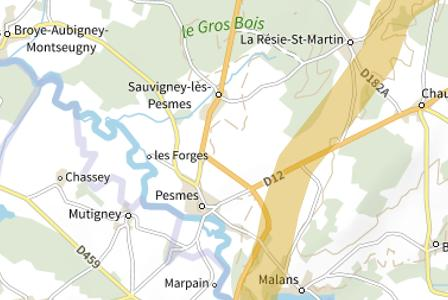 le Gros Bois
Broye-Aubigney-
Montseugny
La Résie-St-Martin
D182A
Sauvigney-lès-
Pesmes
Chau
les Forges
Chassey
D12
Pesmes
Mutigney
D459
B
Marpain
Malans